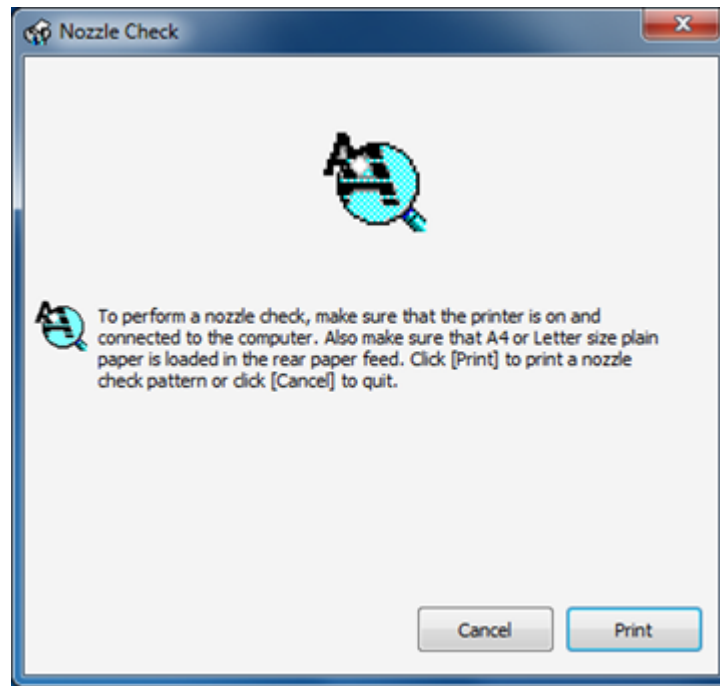 Nozzle Check
To perform a nozzle check, make sure that the printer is on and
connected to the computer. Also make sure that A4 or Letter size plain
paper is loaded in the rear paper feed. Click [Print] to print a nozzle
check pattern or click [Cancel] to quit.
Cancel Print